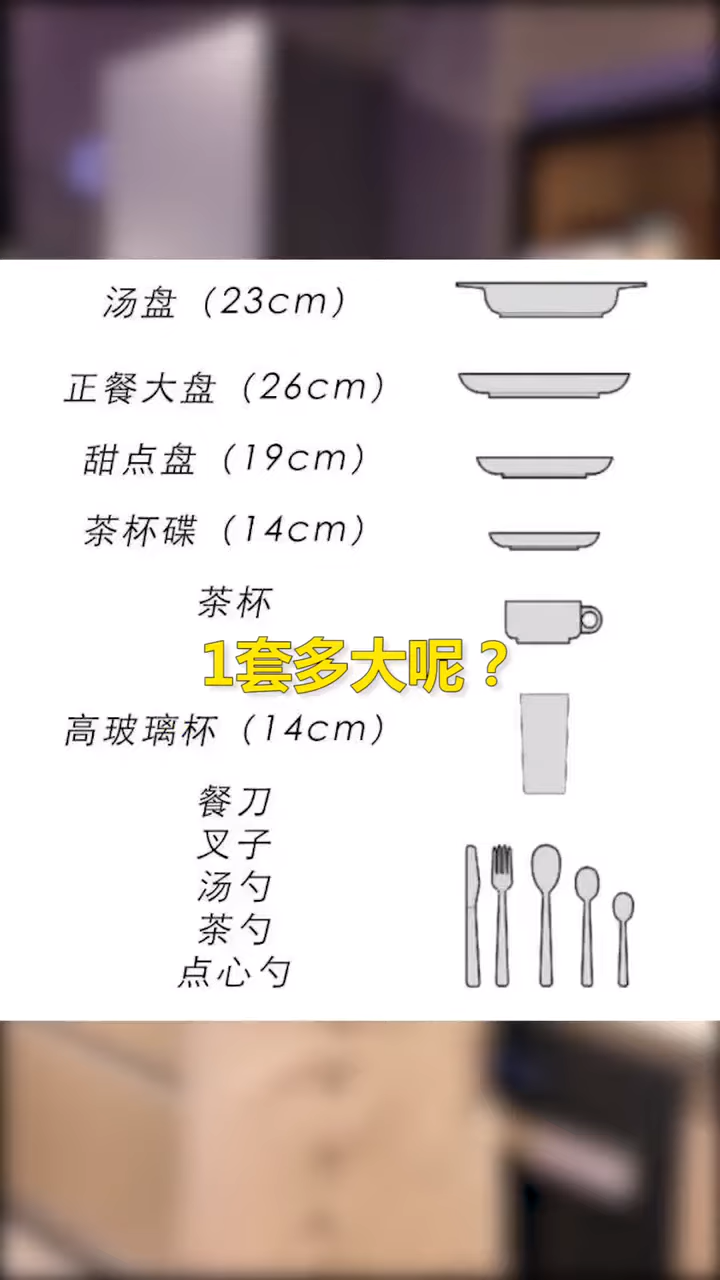 汤盘（23cm）
正餐大盘（26cm）
甜点盘（19cm）
茶杯碟（14cm）
茶杯
1套多大呢？
高玻璃杯（14cm）
餐刀
叉子
汤勺
茶勺
点心勺